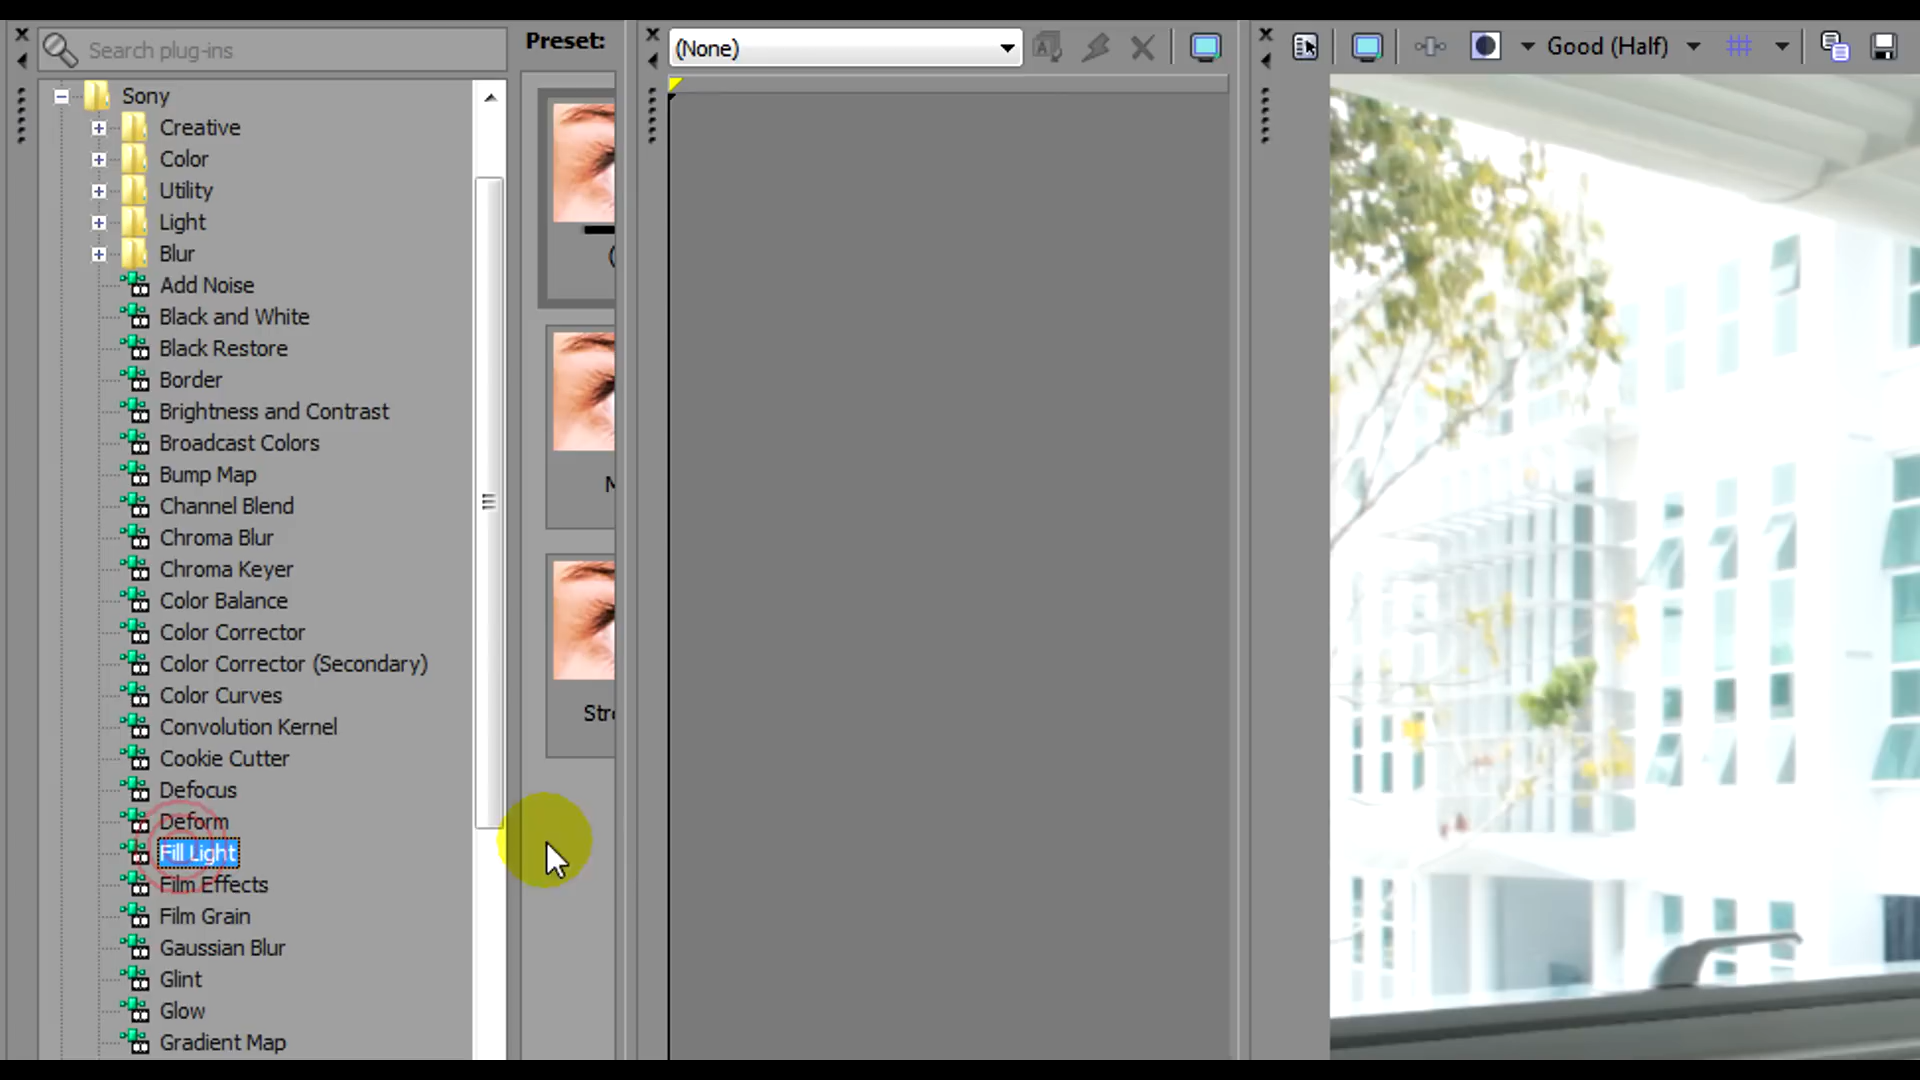 Search plug-ins
Sony
Creative
Color
Utility
Light
Blur
Add Noise
Black and White
Black Restore
Border
Brightness and Contrast
Broadcast Colors
Bump Map
Channel Blend
Chroma Blur
Chroma Keyer
Color Balance
Color Corrector
Color Corrector (Secondary)
Color Curves
Convolution Kernel
Cookie Cutter
Defocus
Deform
Fill Light
Film Effects
Film Grain
Gaussian Blur
Glint
Glow
Gradient Map
Preset:
(
M
Str
(None)
Good (Half)